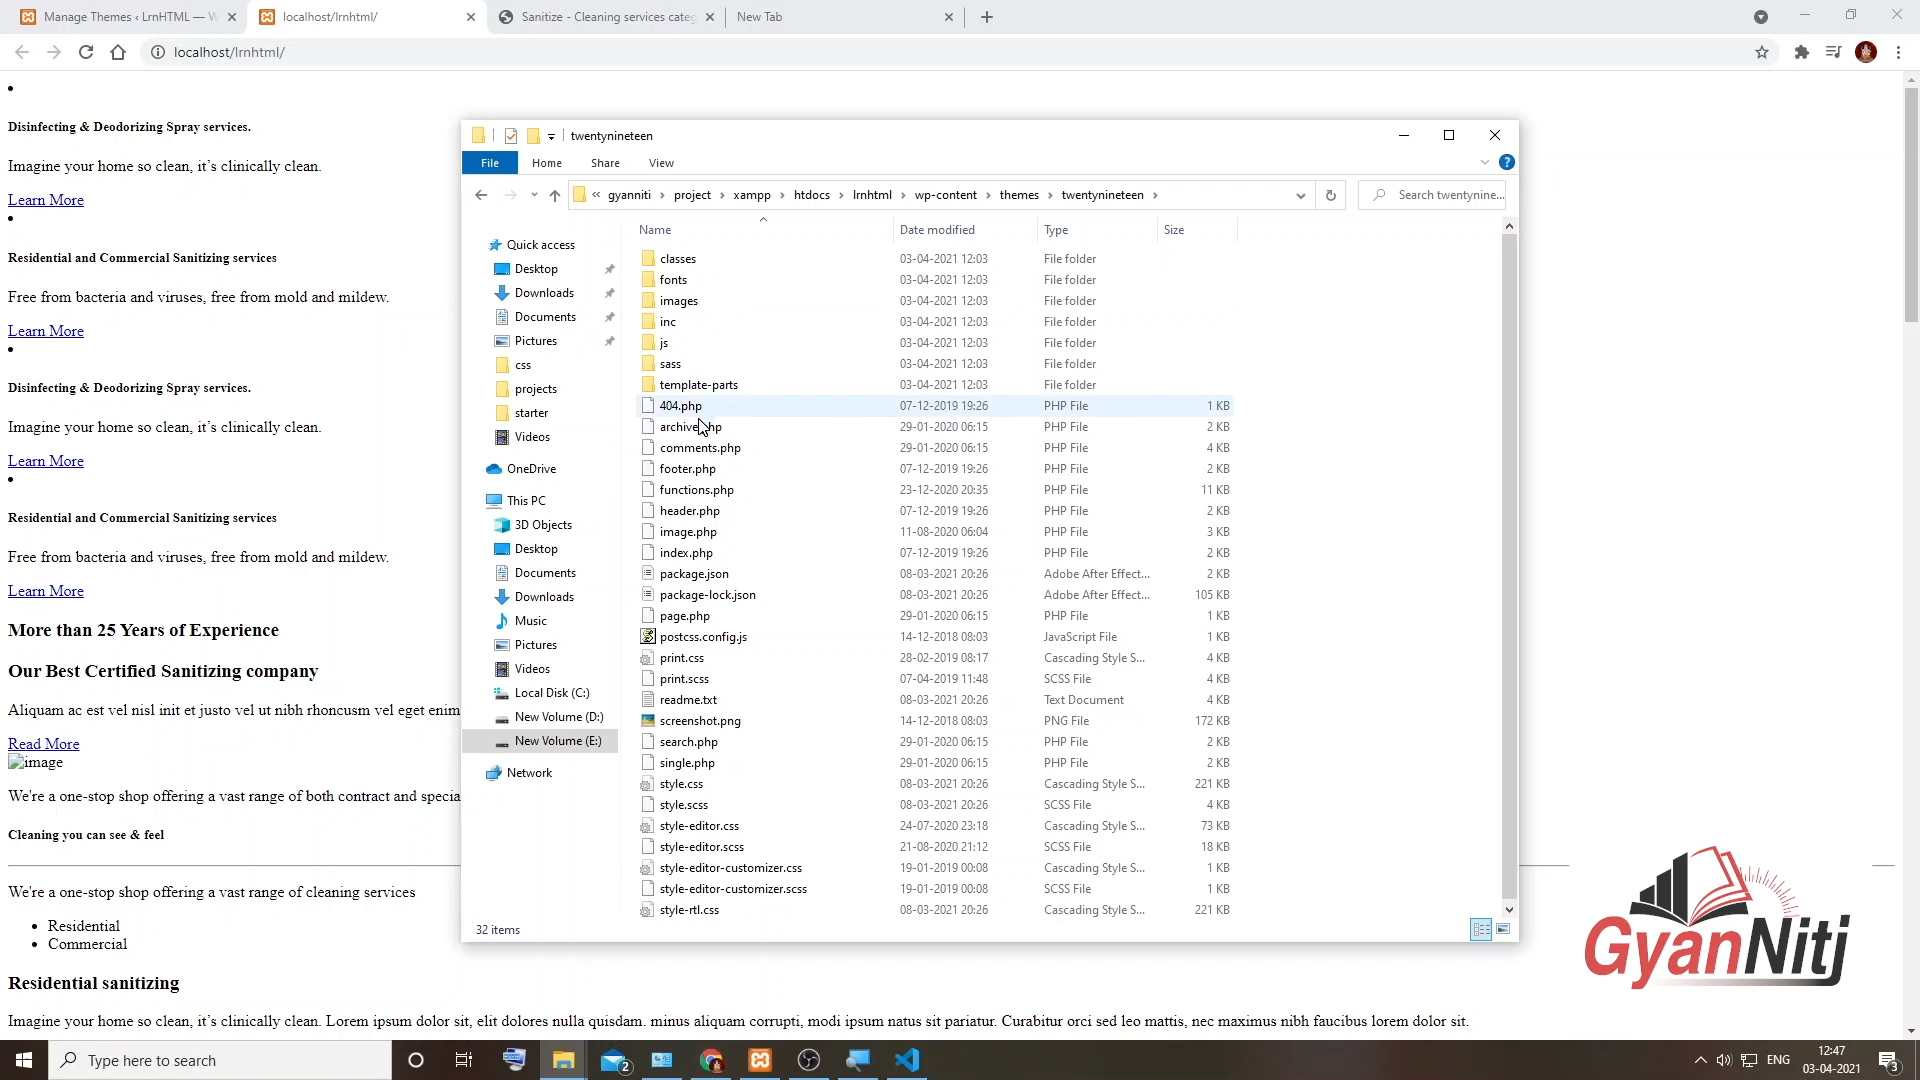 Manage Themes ‹ LrnHTML — W
localhost/lrnhtml/
Sanitize - Cleaning services categ
New Tab
localhost/lrnhtml/
Disinfecting & Deodorizing Spray services.
Imagine your home so clean, it's clinically clean.
Learn More
Residential and Commercial Sanitizing services
Free from bacteria and viruses, free from mold and mildew.
Learn More
Disinfecting & Deodorizing Spray services.
Imagine your home so clean, it's clinically clean.
Learn More
Residential and Commercial Sanitizing services
Free from bacteria and viruses, free from mold and mildew.
Learn More
More than 25 Years of Experience
Our Best Certified Sanitizing company
Aliquam ac est vel nisl init et justo vel ut nibh rhoncusm vel eget enim
Read More
image
We're a one-stop shop offering a vast range of both contract and specia
Cleaning you can see & feel
We're a one-stop shop offering a vast range of cleaning services
Residential
Commercial
Residential sanitizing
Imagine your home so clean, it's clinically clean. Lorem ipsum dolor sit, elit dolores nulla quisdam. minus aliquam corrupti, modi ipsum natus sit pariatur. Curabitur orci sed leo mattis, nec maximus nibh faucibus lorem dolor sit.
twentynineteen
File Home Share View
« gyanniti › project › xampp › htdocs › lrnhtml › wp-content › themes › twentynineteen ›
Search twentynine...
Quick access
Desktop
Downloads
Documents
Pictures
css
projects
starter
Videos
OneDrive
This PC
3D Objects
Desktop
Documents
Downloads
Music
Pictures
Videos
Local Disk (C:)
New Volume (D:)
New Volume (E:)
Network
Name Date modified Type Size
classes 03-04-2021 12:03 File folder
fonts 03-04-2021 12:03 File folder
images 03-04-2021 12:03 File folder
inc 03-04-2021 12:03 File folder
js 03-04-2021 12:03 File folder
sass 03-04-2021 12:03 File folder
template-parts 03-04-2021 12:03 File folder
404.php 07-12-2019 19:26 PHP File 1 KB
archive.php 29-01-2020 06:15 PHP File 2 KB
comments.php 29-01-2020 06:15 PHP File 4 KB
footer.php 07-12-2019 19:26 PHP File 2 KB
functions.php 23-12-2020 20:35 PHP File 11 KB
header.php 07-12-2019 19:26 PHP File 2 KB
image.php 11-08-2020 06:04 PHP File 3 KB
index.php 07-12-2019 19:26 PHP File 2 KB
package.json 08-03-2021 20:26 Adobe After Effect... 2 KB
package-lock.json 08-03-2021 20:26 Adobe After Effect... 105 KB
page.php 29-01-2020 06:15 PHP File 1 KB
postcss.config.js 14-12-2018 08:03 JavaScript File 1 KB
print.css 28-02-2019 08:17 Cascading Style S... 4 KB
print.scss 07-04-2019 11:48 SCSS File 4 KB
readme.txt 08-03-2021 20:26 Text Document 4 KB
screenshot.png 14-12-2018 08:03 PNG File 172 KB
search.php 29-01-2020 06:15 PHP File 2 KB
single.php 29-01-2020 06:15 PHP File 2 KB
style.css 08-03-2021 20:26 Cascading Style S... 221 KB
style.scss 08-03-2021 20:26 SCSS File 4 KB
style-editor.css 24-07-2020 23:18 Cascading Style S... 73 KB
style-editor.scss 21-08-2020 21:12 SCSS File 18 KB
style-editor-customizer.css 19-01-2019 00:08 Cascading Style S... 1 KB
style-editor-customizer.scss 19-01-2019 00:08 SCSS File 1 KB
style-rtl.css 08-03-2021 20:26 Cascading Style S... 221 KB
32 items
GyanNiti
Type here to search
2
ENG
12:47
03-04-2021
3